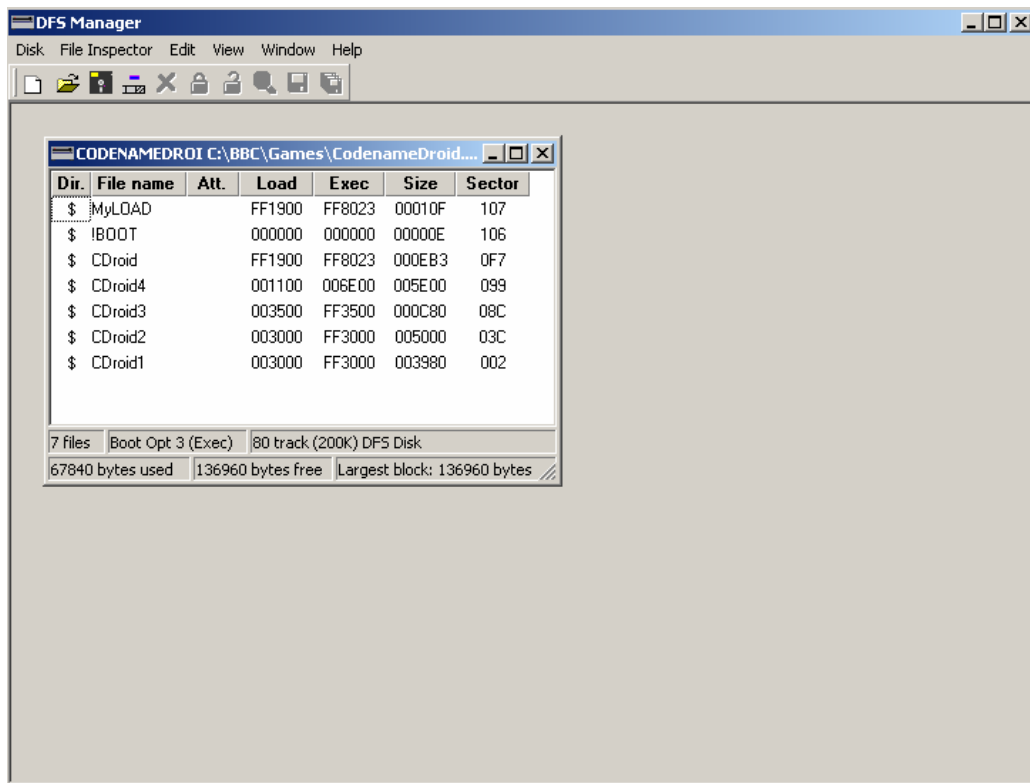 DFS Manager
Disk File Inspector Edit View Window Help
CODENAMEDROI C:\BBC\Games\CodenameDroid....
Dir. File name Att. Load Exec Size Sector
$ MyLOAD FF1900 FF8023 00010F 107
$ !BOOT 000000 000000 00000E 106
$ CDroid FF1900 FF8023 000EB3 0F7
$ CDroid4 001100 006E00 005E00 099
$ CDroid3 003500 FF3500 000C80 08C
$ CDroid2 003000 FF3000 005000 03C
$ CDroid1 003000 FF3000 003980 002
7 files Boot Opt 3 (Exec) 80 track (200K) DFS Disk
67840 bytes used 136960 bytes free Largest block: 136960 bytes